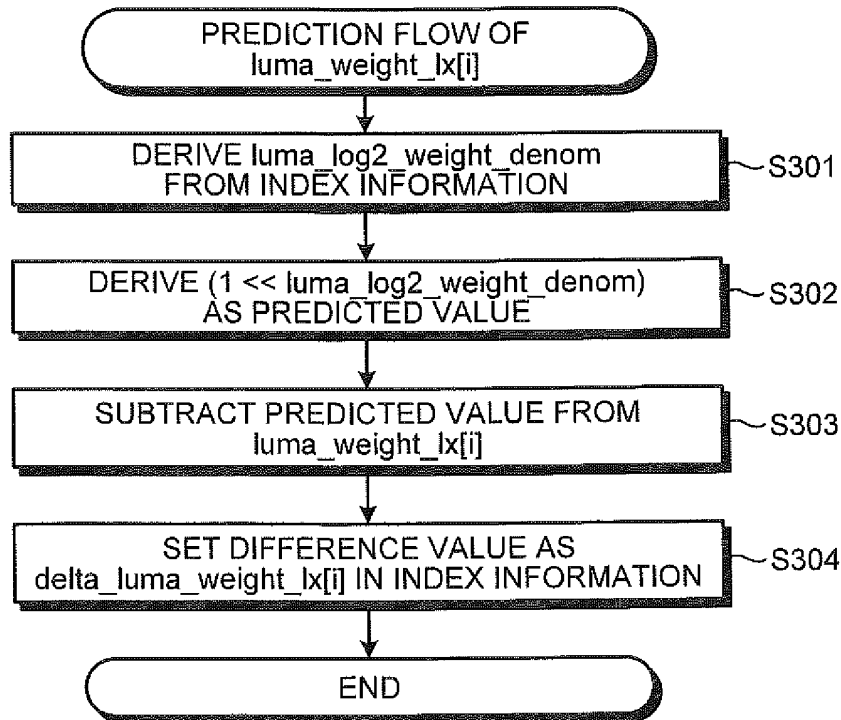 PREDICTION FLOW OF
luma_weight_lx[i]
DERIVE luma_log2_weight_denom
FROM INDEX INFORMATION
S301
DERIVE (1 << luma_log2_weight_denom)
AS PREDICTED VALUE
S302
SUBTRACT PREDICTED VALUE FROM
luma_weight_lx[i]
S303
SET DIFFERENCE VALUE AS
delta_luma_weight_lx[i] IN INDEX INFORMATION
S304
END